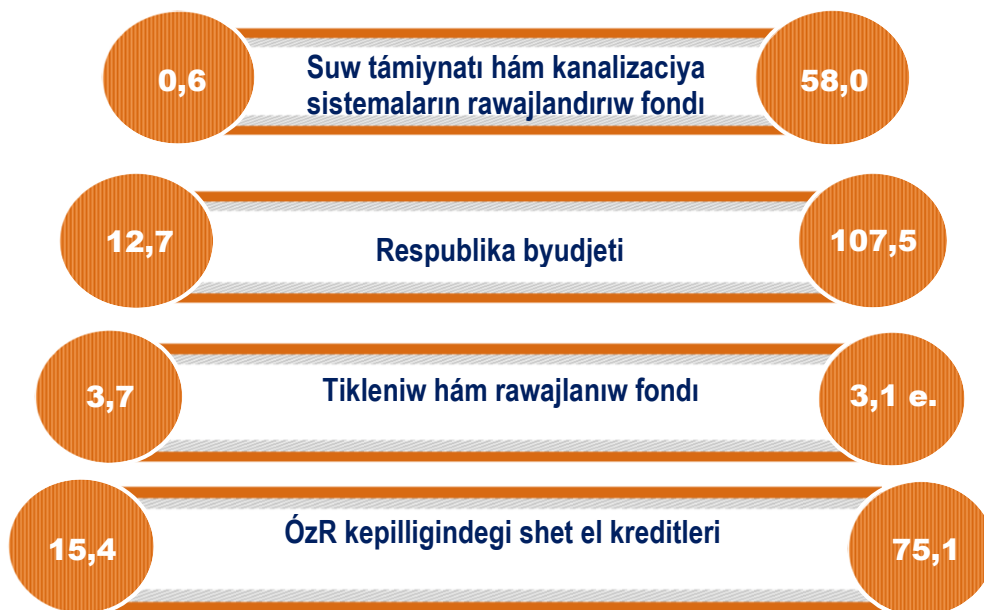 0,6
Suw támiynatı hám kanalizaciya
sistemaların rawajlandırıw fondı
58,0
12,7
Respublika byudjeti
107,5
3,7
Tikleniw hám rawajlanıw fondı
3,1 e.
15,4
ÓzR kepilligindegi shet el kreditleri
75,1